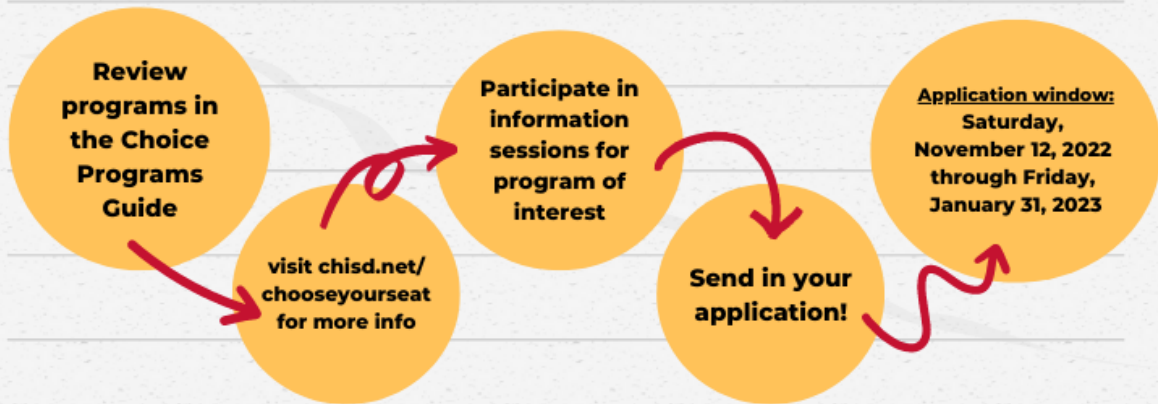 Review
programs in
the Choice
Programs
Guide
visit chisd.net/
chooseyourseat
for more info
Participate in
information
sessions for
program of
interest
Send in your
application!
Application window:
Saturday,
November 12, 2022
through Friday,
January 31, 2023